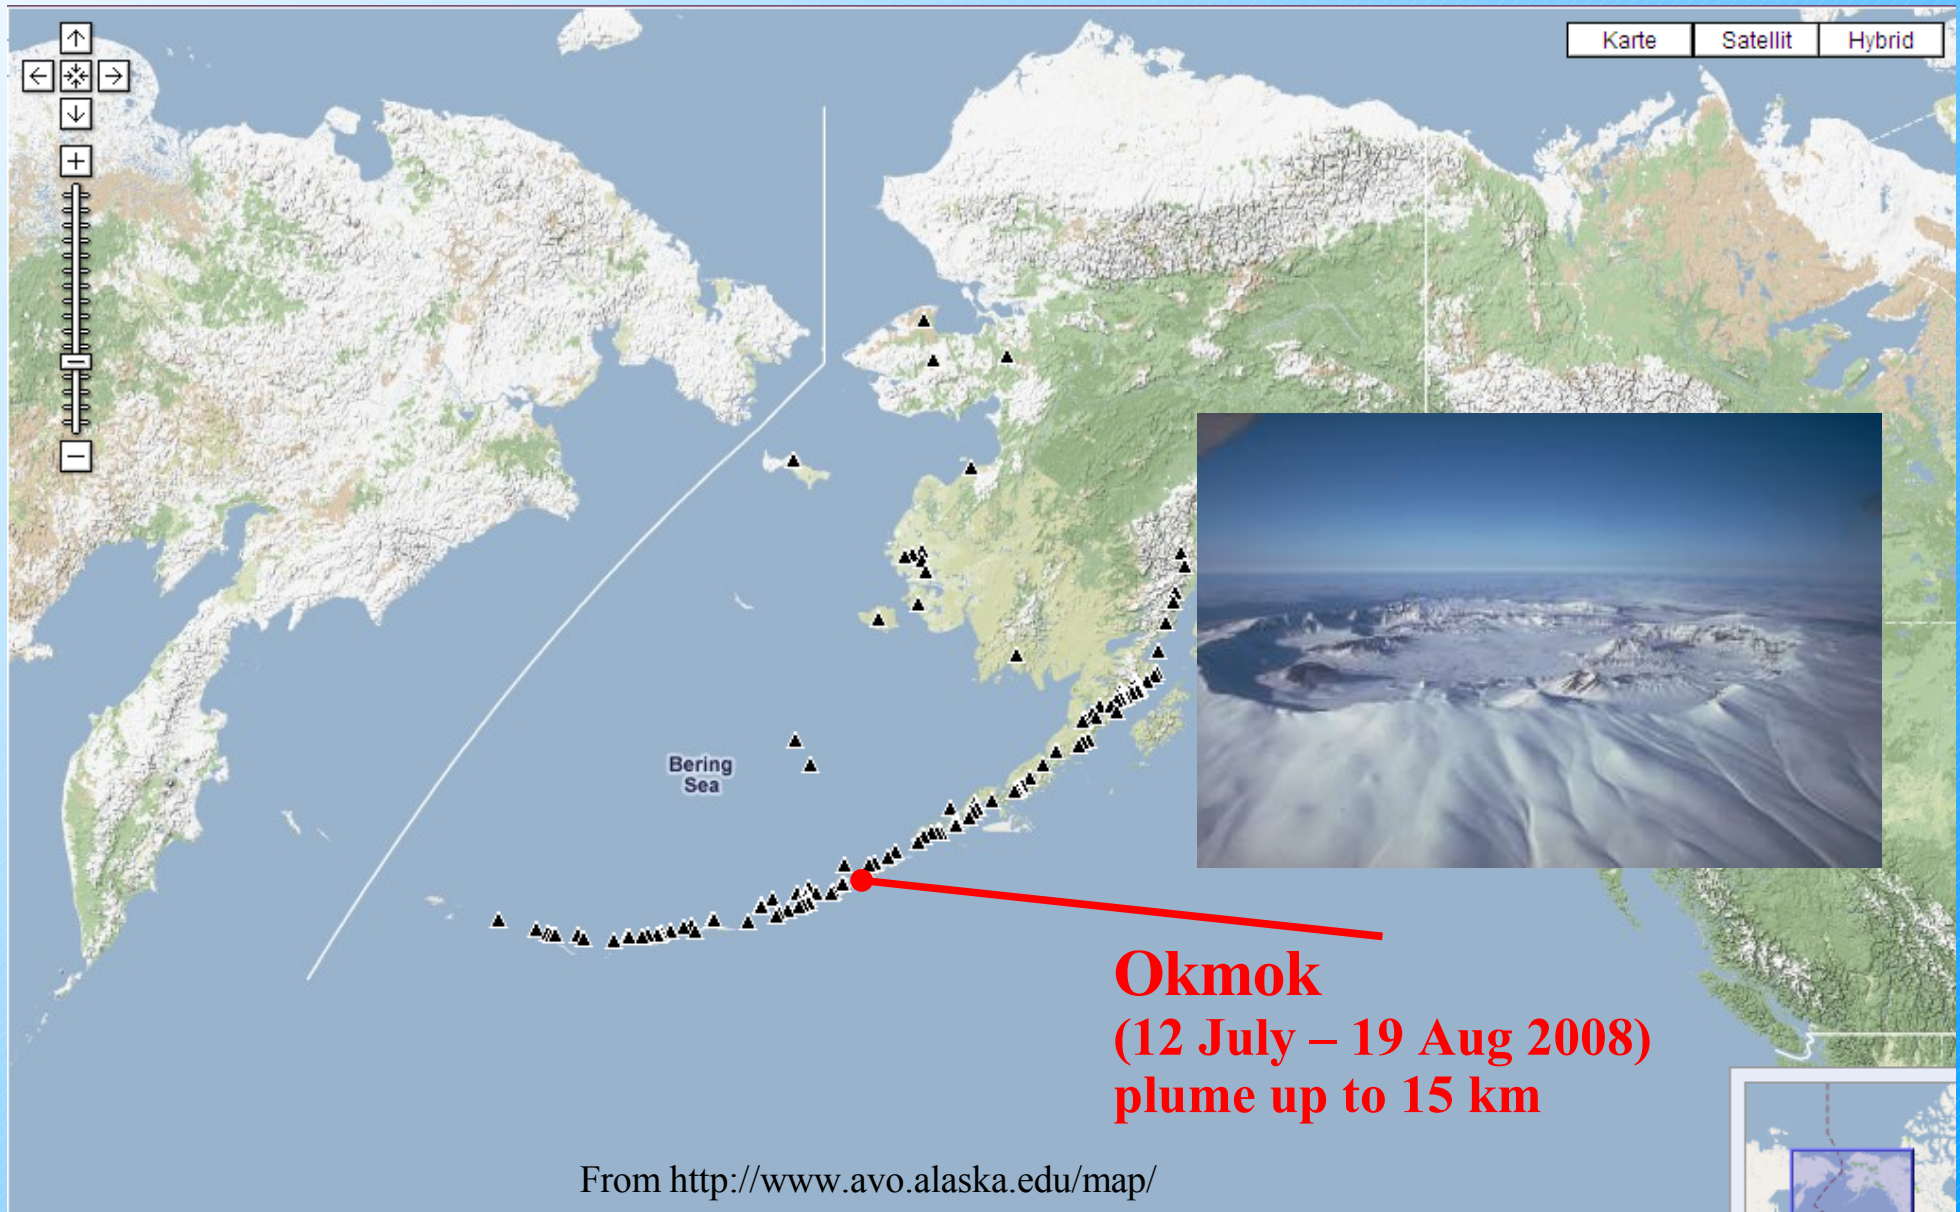 Karte Satellit Hybrid
Bering
Sea
Okmok
(12 July – 19 Aug 2008)
plume up to 15 km
From http://www.avo.alaska.edu/map/